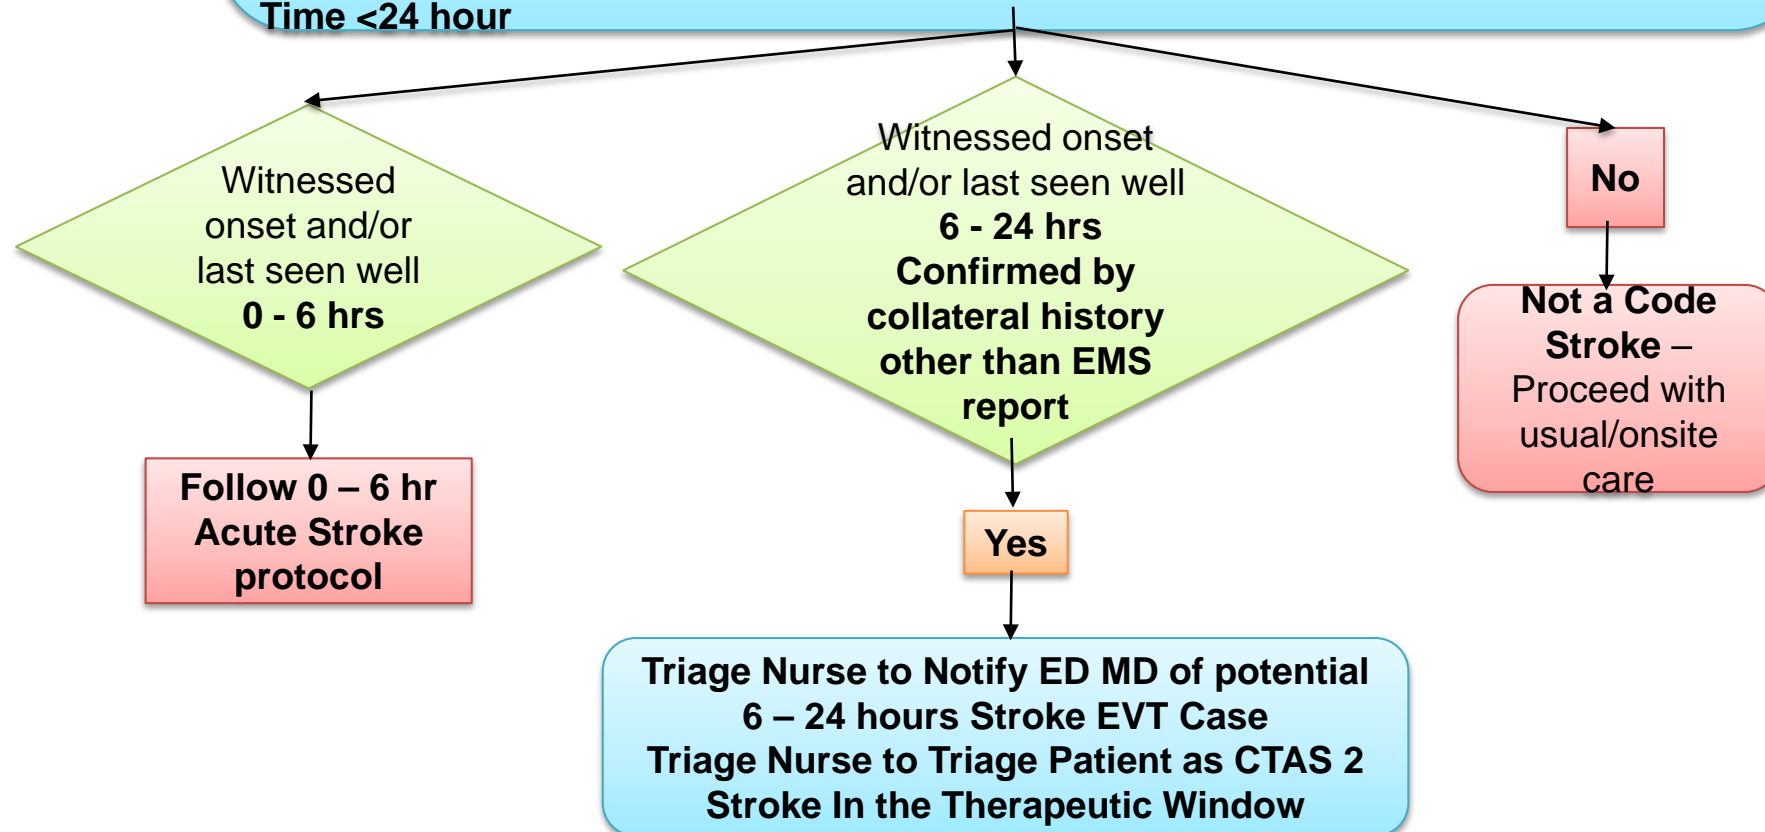 Time <24 hour
Witnessed
onset and/or
last seen well
0 - 6 hrs
Follow 0 – 6 hr
Acute Stroke
protocol
Witnessed onset
and/or last seen well
6 - 24 hrs
Confirmed by
collateral history
other than EMS
report
Yes
Triage Nurse to Notify ED MD of potential
6 – 24 hours Stroke EVT Case
Triage Nurse to Triage Patient as CTAS 2
Stroke In the Therapeutic Window
No
Not a Code
Stroke –
Proceed with
usual/onsite
care